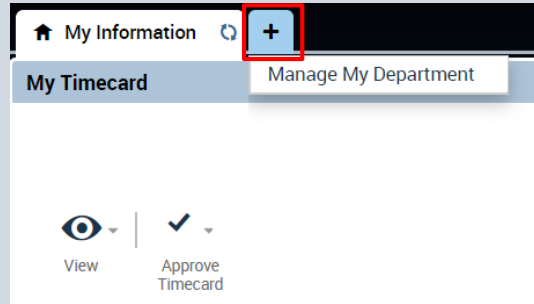 My Information +
Manage My Department
My Timecard
View
Approve
Timecard